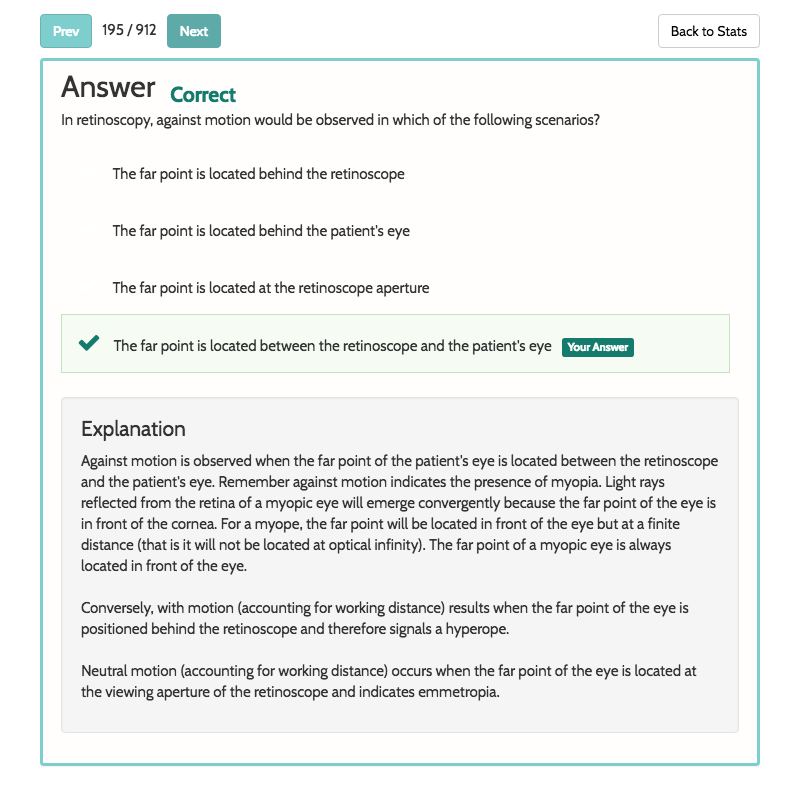 Prev 195 / 912 Next Back to Stats
Answer Correct
In retinoscopy, against motion would be observed in which of the following scenarios?
The far point is located behind the retinoscope
The far point is located behind the patient's eye
The far point is located at the retinoscope aperture
The far point is located between the retinoscope and the patient's eye Your Answer
Explanation
Against motion is observed when the far point of the patient's eye is located between the retinoscope
and the patient's eye. Remember against motion indicates the presence of myopia. Light rays
reflected from the retina of a myopic eye will emerge convergently because the far point of the eye is
in front of the cornea. For a myope, the far point will be located in front of the eye but at a finite
distance (that is it will not be located at optical infinity). The far point of a myopic eye is always
located in front of the eye.
Conversely, with motion (accounting for working distance) results when the far point of the eye is
positioned behind the retinoscope and therefore signals a hyperope.
Neutral motion (accounting for working distance) occurs when the far point of the eye is located at
the viewing aperture of the retinoscope and indicates emmetropia.